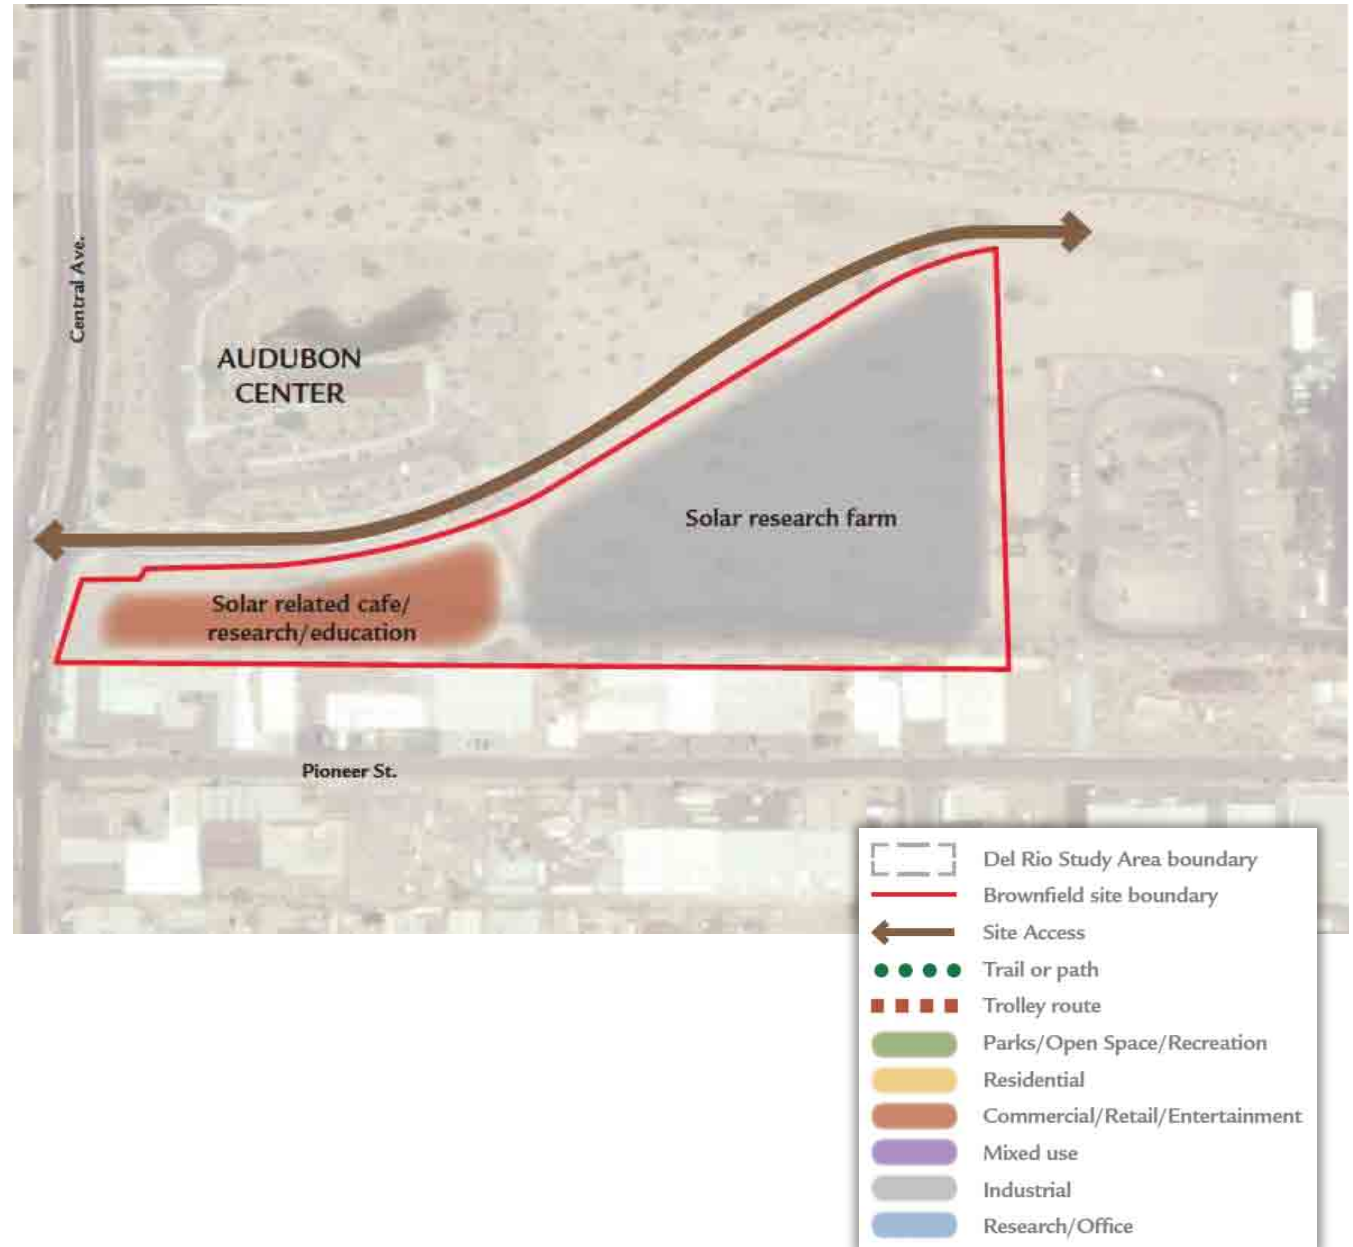 Central Ave.
AUDUBON
CENTER
Solar research farm
Solar related cafe/
research/education
Pioneer St.
Del Rio Study Area boundary
Brownfield site boundary
Site Access
Trail or path
Trolley route
Parks/Open Space/Recreation
Residential
Commercial/Retail/Entertainment
Mixed use
Industrial
Research/Office